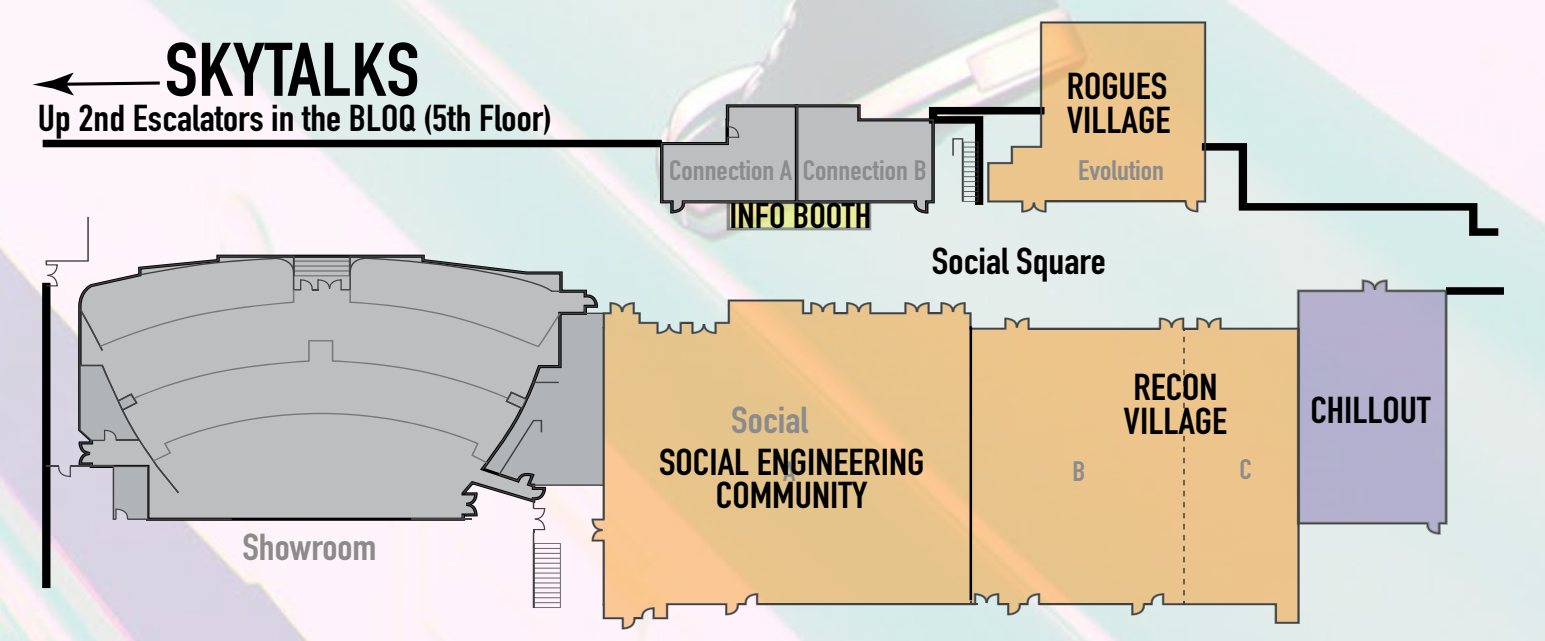 SKYTALKS
Up 2nd Escalators in the BLOQ (5th Floor)
ROGUES
VILLAGE
Evolution
Connection A
Connection B
INFO BOOTH
Social Square
Social
A
SOCIAL ENGINEERING
COMMUNITY
RECON
VILLAGE
B
C
CHILLOUT
Showroom